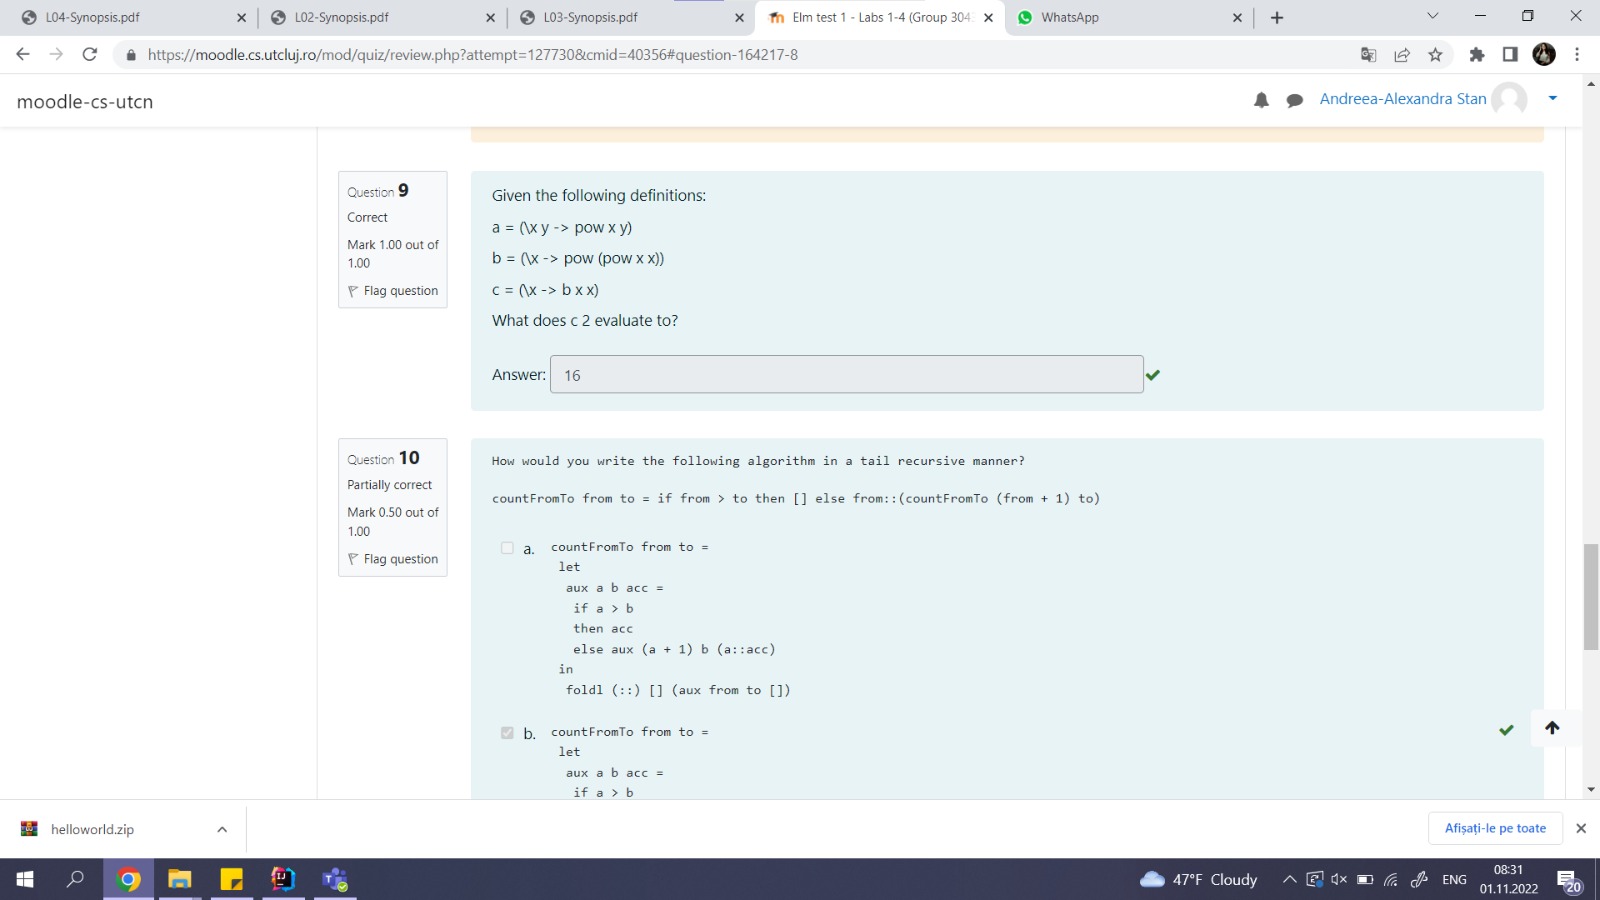 L04-Synopsis.pdf
L02-Synopsis.pdf
L03-Synopsis.pdf
Elm test 1 - Labs 1-4 (Group 304
WhatsApp
https://moodle.cs.utcluj.ro/mod/quiz/review.php?attempt=127730&cmid=40356#question-164217-8
moodle-cs-utcn
Andreea-Alexandra Stan
Question 9
Correct
Mark 1.00 out of
1.00
Flag question
Given the following definitions:
a = (\x y -> pow x y)
b = (\x -> pow (pow x x))
c = (\x -> b x x)
What does c 2 evaluate to?
Answer: 16
Question 10
Partially correct
Mark 0.50 out of
1.00
Flag question
How would you write the following algorithm in a tail recursive manner?
countFromTo from to = if from > to then [] else from::(countFromTo (from + 1) to)
a. countFromTo from to =
let
aux a b acc =
if a > b
then acc
else aux (a + 1) b (a::acc)
in
foldl (::) [] (aux from to [])
b. countFromTo from to =
let
aux a b acc =
if a > b
helloworld.zip
Afișați-le pe toate
47°F Cloudy
ENG
08:31
01.11.2022
20